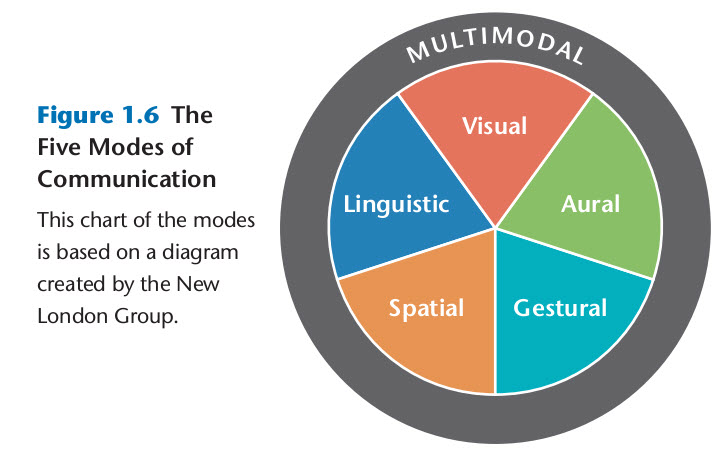 Figure 1.6 The
Five Modes of
Communication
This chart of the modes
is based on a diagram
created by the New
London Group.
MULTIMODAL
Visual
Linguistic
Aural
Spatial
Gestural